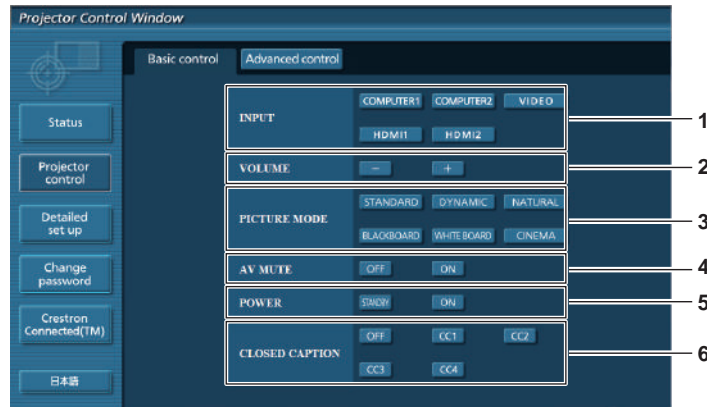 Projector Control Window
Basic control Advanced control
COMPUTER1 COMPUTER2 VIDEO
INPUT
HDMI1 HDMI2
1
Status
VOLUME - + 2
Projector
control
STANDARD DYNAMIC NATURAL
PICTURE MODE
BLACKBOARD WHITE BOARD CINEMA
3
Detailed
set up
AV MUTE OFF ON 4
Change
password
POWER STANDBY ON 5
Crestron
Connected(TM)
OFF CC1 CC2
CLOSED CAPTION
CC3 CC4
6
日本語